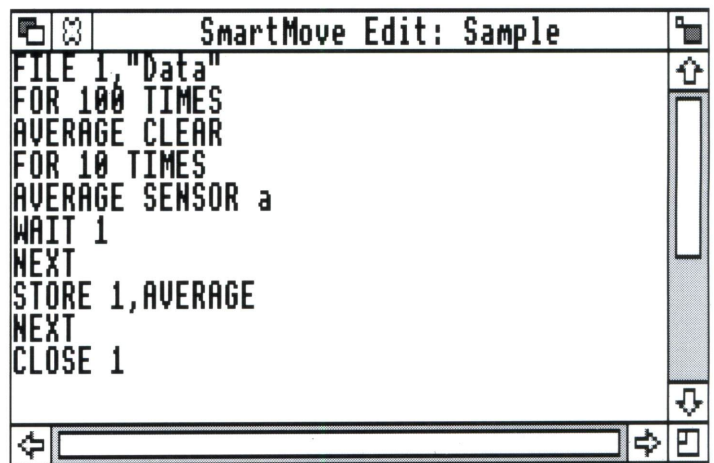 SmartMove Edit: Sample
FILE 1,"Data"
FOR 100 TIMES
AVERAGE CLEAR
FOR 10 TIMES
AVERAGE SENSOR a
WAIT 1
NEXT
STORE 1,AVERAGE
NEXT
CLOSE 1